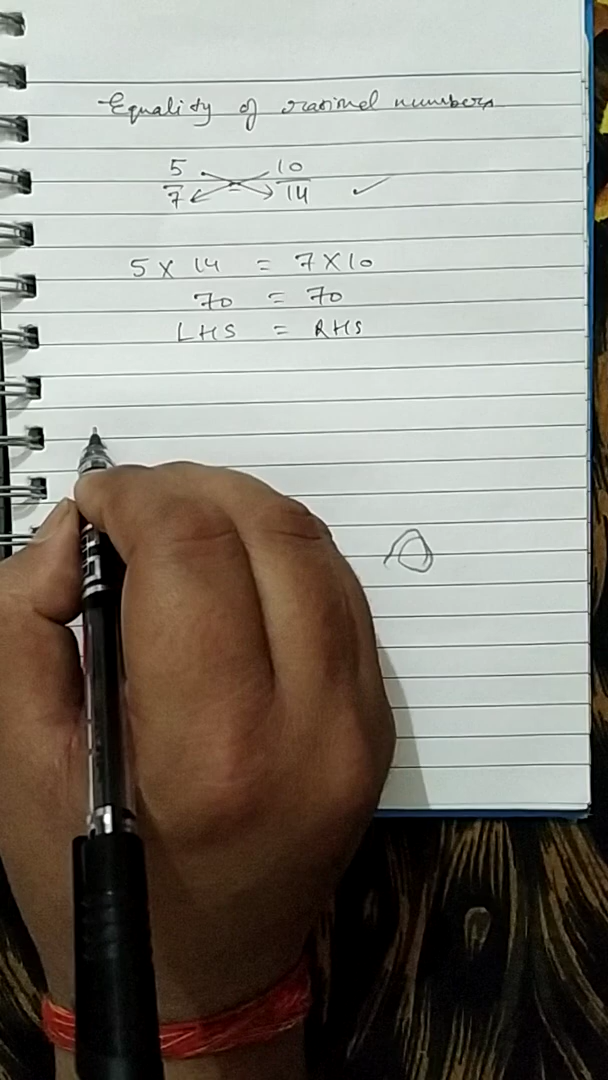 Equality of rational numbers
5/7 = 10/14 ✓
5 × 14 = 7 × 10
70 = 70
LHS = RHS